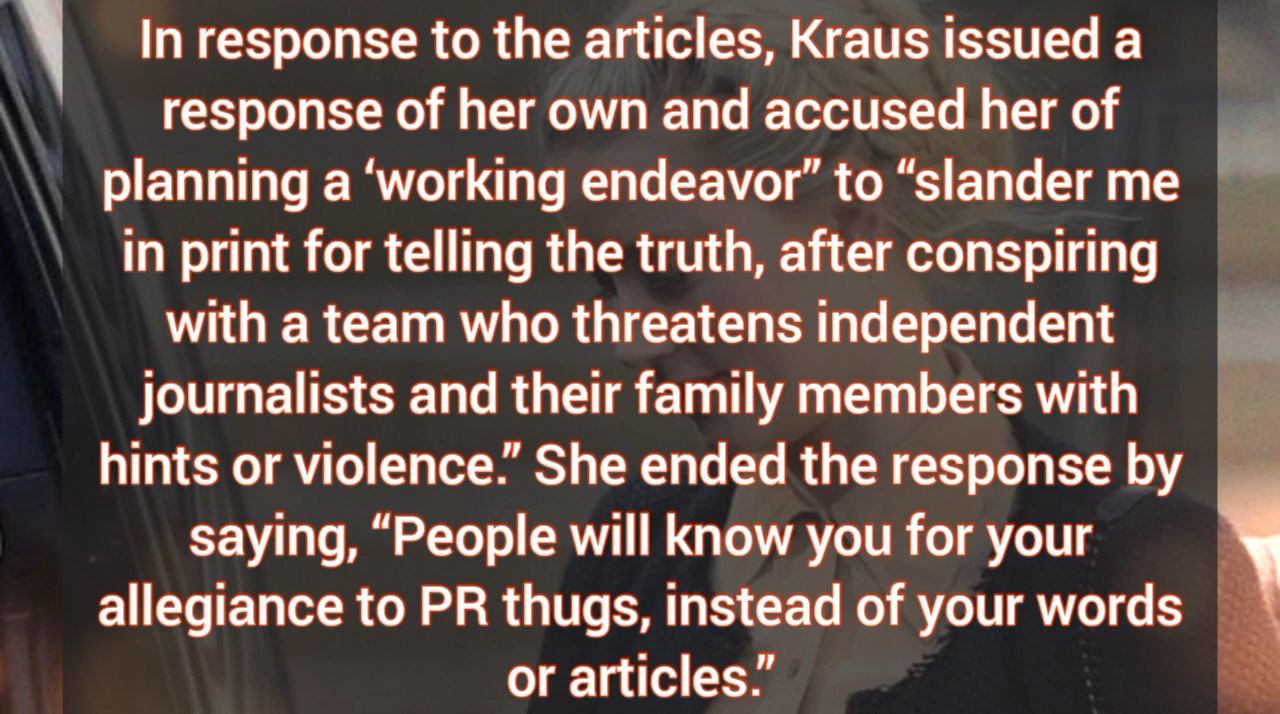 In response to the articles, Kraus issued a
response of her own and accused her of
planning a ‘working endeavor” to “slander me
in print for telling the truth, after conspiring
with a team who threatens independent
journalists and their family members with
hints or violence.” She ended the response by
saying, “People will know you for your
allegiance to PR thugs, instead of your words
or articles.”